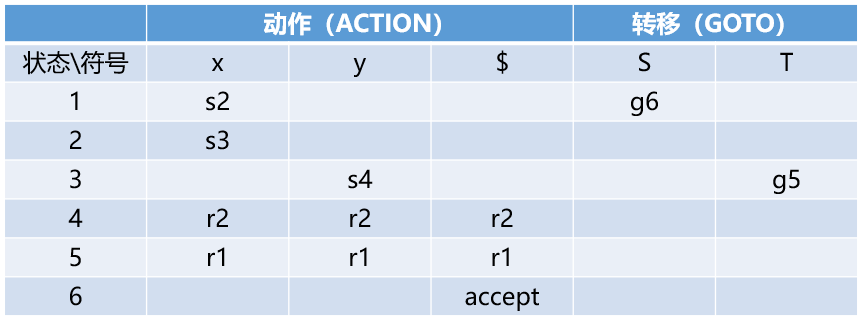 动作（ACTION） 转移（GOTO）
状态\符号 x y $ S T
1 s2 g6
2 s3
3 s4 g5
4 r2 r2 r2
5 r1 r1 r1
6 accept